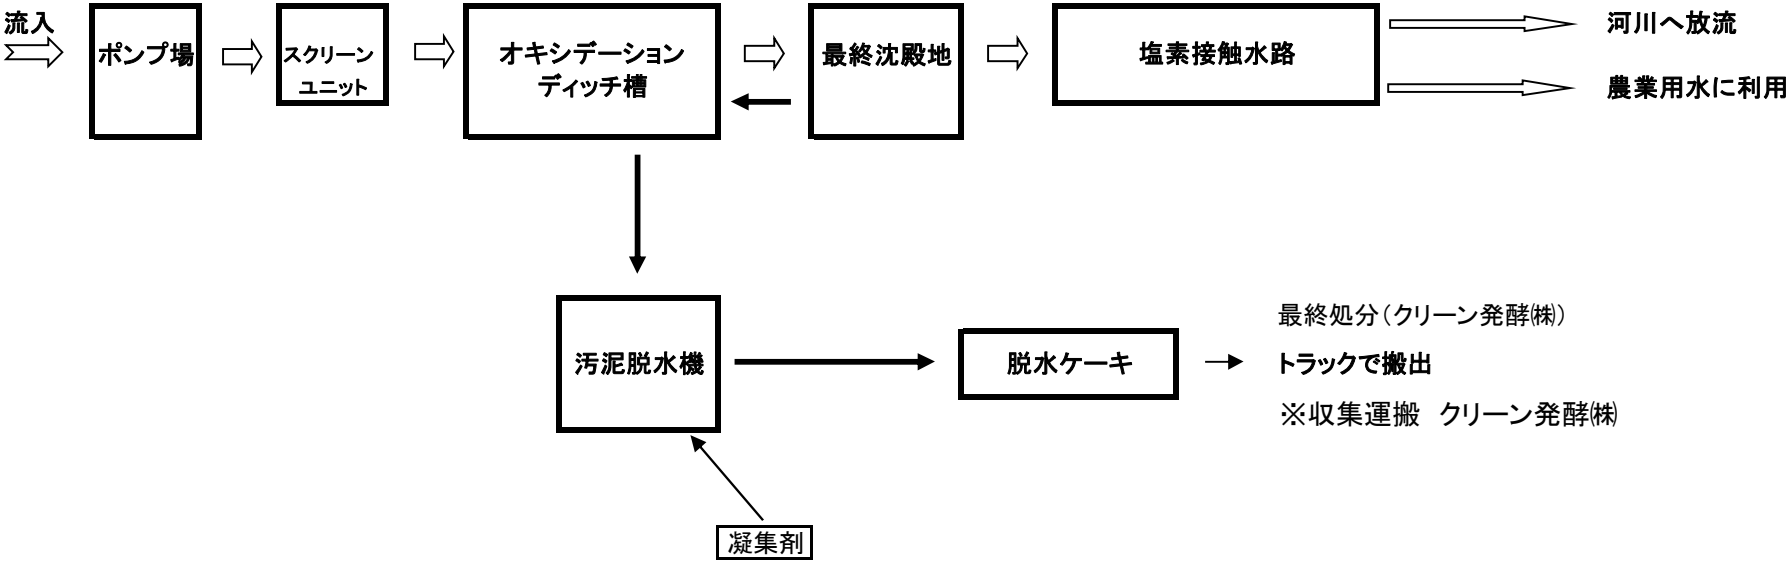 流入
ポンプ場
スクリーン
ユニット
オキシデーション
ディッチ槽
最終沈殿地
塩素接触水路
河川へ放流
農業用水に利用
汚泥脱水機
脱水ケーキ
最終処分(クリーン発酵㈱)
トラックで搬出
※収集運搬　クリーン発酵㈱
凝集剤